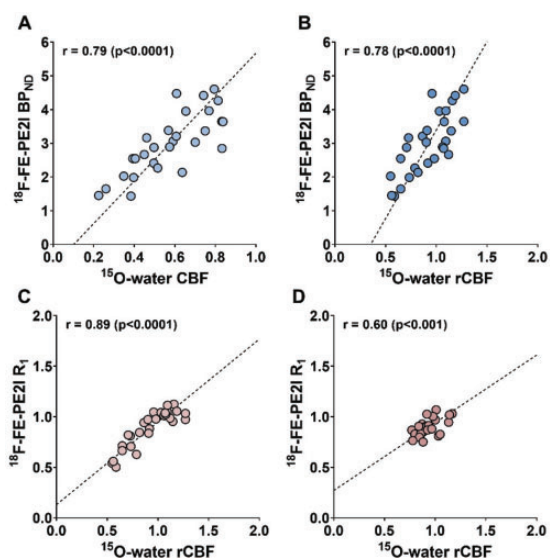 A
r = 0.79 (p<0.0001)
¹⁸F-FE-PE2I BP_ND
6
5
4
3
2
1
0
0.0 0.2 0.4 0.6 0.8 1.0
¹⁵O-water CBF
B
r = 0.78 (p<0.0001)
¹⁸F-FE-PE2I BP_ND
6
5
4
3
2
1
0
0.0 0.5 1.0 1.5 2.0
¹⁵O-water rCBF
C
r = 0.89 (p<0.0001)
¹⁸F-FE-PE2I R₁
2.0
1.5
1.0
0.5
0.0
0.0 0.5 1.0 1.5 2.0
¹⁵O-water rCBF
D
r = 0.60 (p<0.001)
¹⁸F-FE-PE2I R₁
2.0
1.5
1.0
0.5
0.0
0.0 0.5 1.0 1.5 2.0
¹⁵O-water rCBF